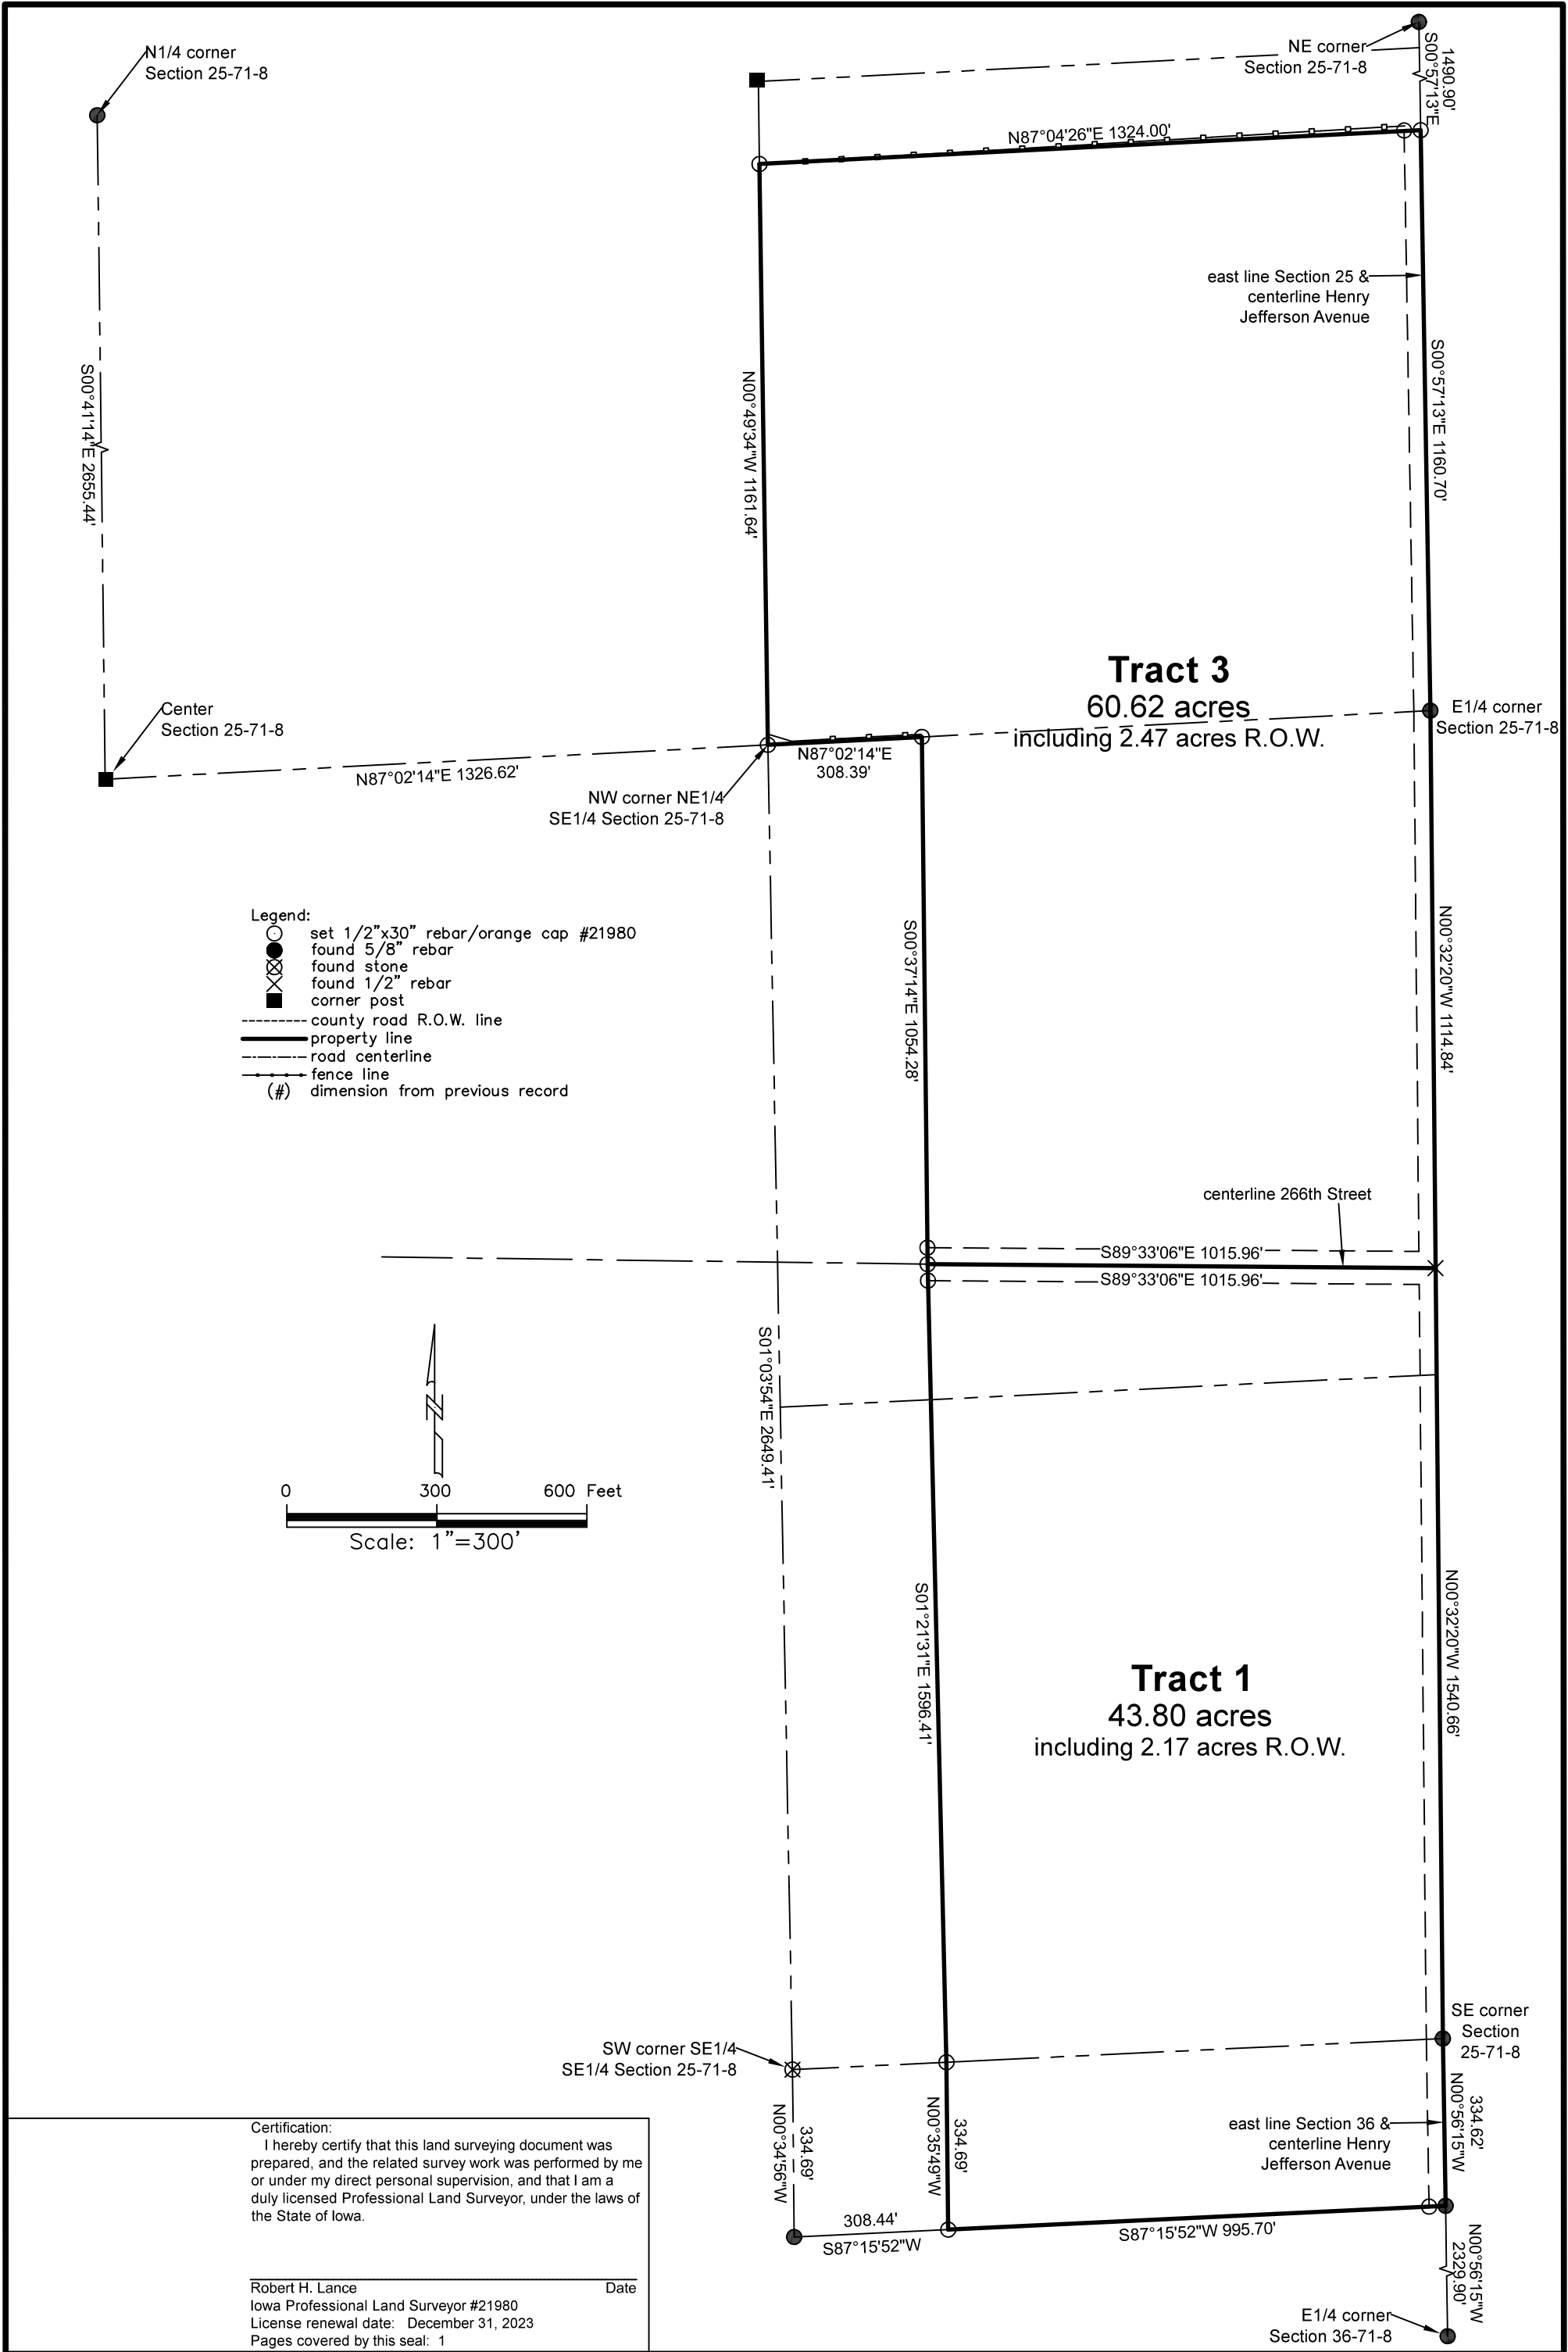 N1/4 corner
Section 25-71-8
NE corner
Section 25-71-8
1490.90'
S00°57'13"E
N87°04'26"E 1324.00'
east line Section 25 &
centerline Henry
Jefferson Avenue
S00°41'14"E 2655.44'
N00°49'34"W 1161.64'
S00°57'13"E 1160.70'
Tract 3
60.62 acres
including 2.47 acres R.O.W.
E1/4 corner
Section 25-71-8
Center
Section 25-71-8
N87°02'14"E 1326.62'
N87°02'14"E
308.39'
NW corner NE1/4
SE1/4 Section 25-71-8
Legend:
set 1/2"x30" rebar/orange cap #21980
found 5/8" rebar
found stone
found 1/2" rebar
corner post
county road R.O.W. line
property line
road centerline
fence line
(#) dimension from previous record
S00°37'14"E 1054.28'
N00°32'20"W 1114.84'
centerline 266th Street
S89°33'06"E 1015.96'
S89°33'06"E 1015.96'
S01°03'54"E 2649.41'
N
0 300 600 Feet
Scale: 1"=300'
S01°21'31"E 1596.41'
N00°32'20"W 1540.66'
Tract 1
43.80 acres
including 2.17 acres R.O.W.
SE corner
Section
25-71-8
SW corner SE1/4
SE1/4 Section 25-71-8
334.69'
N00°34'56"W
334.69'
N00°35'49"W
east line Section 36 &
centerline Henry
Jefferson Avenue
334.62'
N00°56'15"W
308.44'
S87°15'52"W
S87°15'52"W 995.70'
N00°56'15"W
2329.90'
E1/4 corner
Section 36-71-8
Certification:
I hereby certify that this land surveying document was
prepared, and the related survey work was performed by me
or under my direct personal supervision, and that I am a
duly licensed Professional Land Surveyor, under the laws of
the State of Iowa.
Robert H. Lance Date
Iowa Professional Land Surveyor #21980
License renewal date: December 31, 2023
Pages covered by this seal: 1